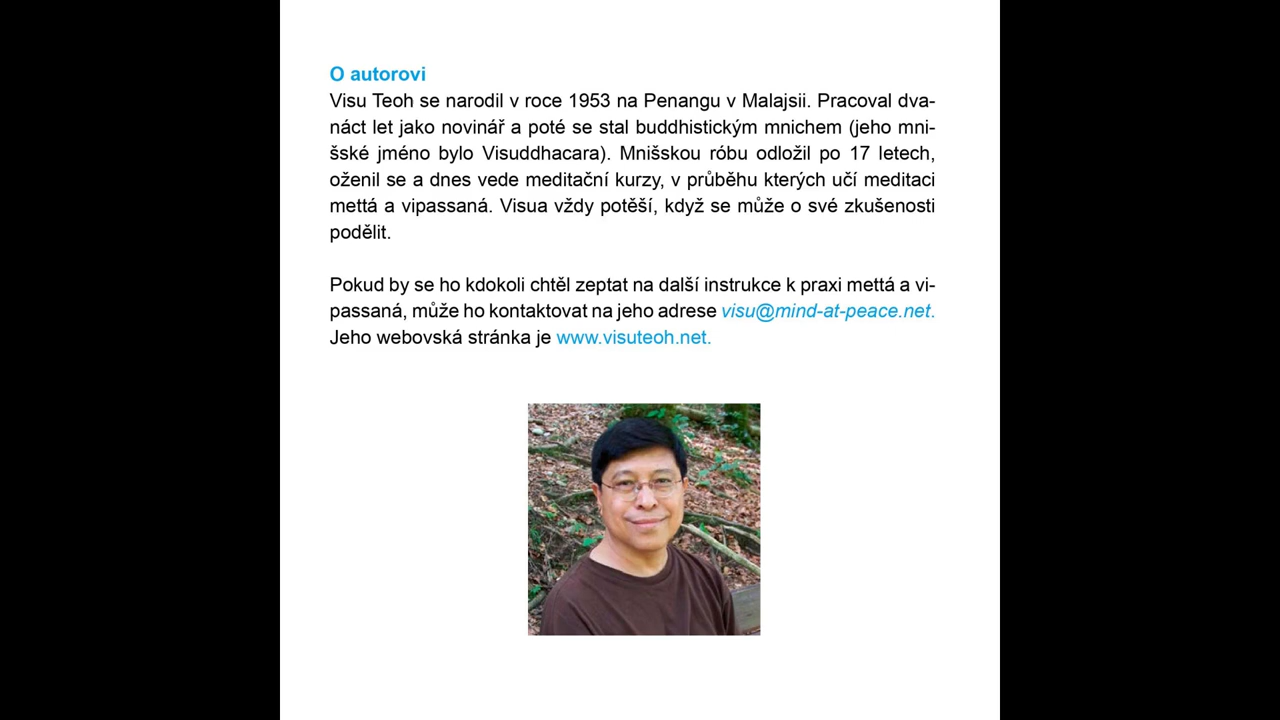 O autorovi
Visu Teoh se narodil v roce 1953 na Penangu v Malajsii. Pracoval dva-
náct let jako novinář a poté se stal buddhistickým mnichem (jeho mni-
šské jméno bylo Visuddhacara). Mnišskou róbu odložil po 17 letech,
oženil se a dnes vede meditační kurzy, v průběhu kterých učí meditaci
mettá a vipassaná. Visua vždy potěší, když se může o své zkušenosti
podělit.
Pokud by se ho kdokoli chtěl zeptat na další instrukce k praxi mettá a vi-
passaná, může ho kontaktovat na jeho adrese visu@mind-at-peace.net.
Jeho webovská stránka je www.visuteoh.net.